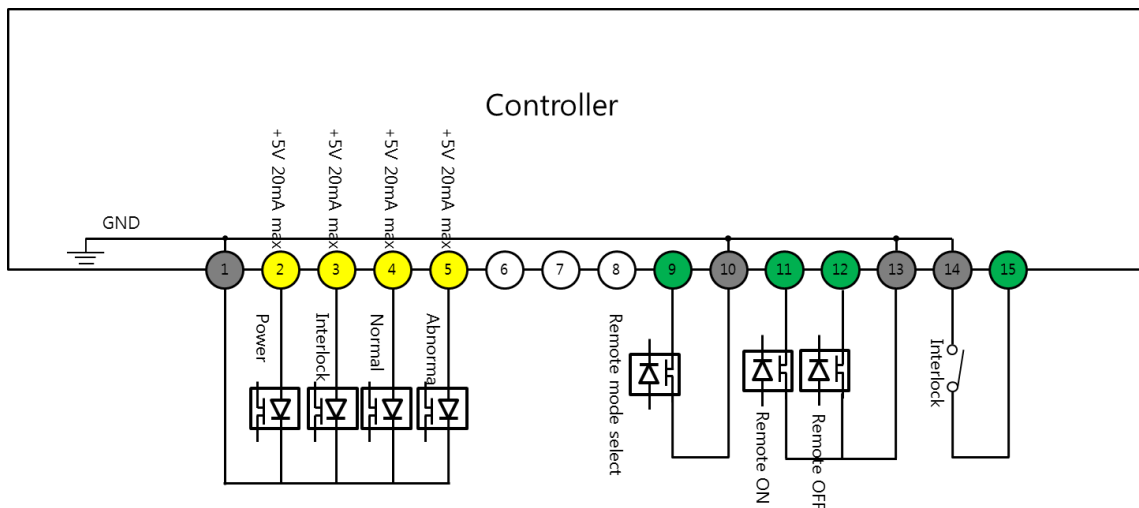 Controller
+5V 20mA max
+5V 20mA max
+5V 20mA max
+5V 20mA max
GND
1
2
3
4
5
6
7
8
9
10
11
12
13
14
15
Power
Interlock
Normal
Abnorma
Remote mode select
Remote ON
Remote OFF
Interlock